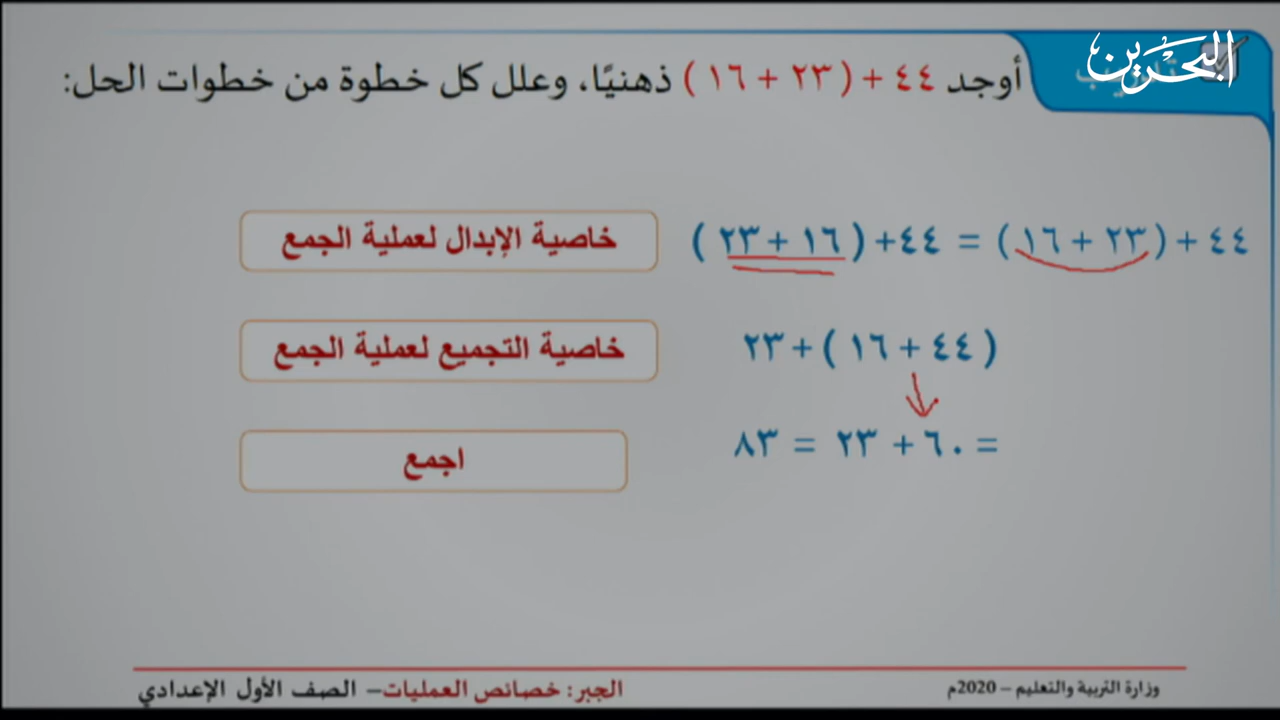 البحرين
أوجد ٤٤ + (٢٣ + ١٦) ذهنيًا، وعلل كل خطوة من خطوات الحل:
٤٤ + (٢٣ + ١٦) = ٤٤+ (١٦ + ٢٣)
خاصية الإبدال لعملية الجمع
(٤٤ + ١٦) + ٢٣
خاصية التجميع لعملية الجمع
= ٦٠+ ٢٣ = ٨٣
اجمع
وزارة التربية والتعليم – 2020م
الجبر: خصائص العمليات– الصف الأول الإعدادي